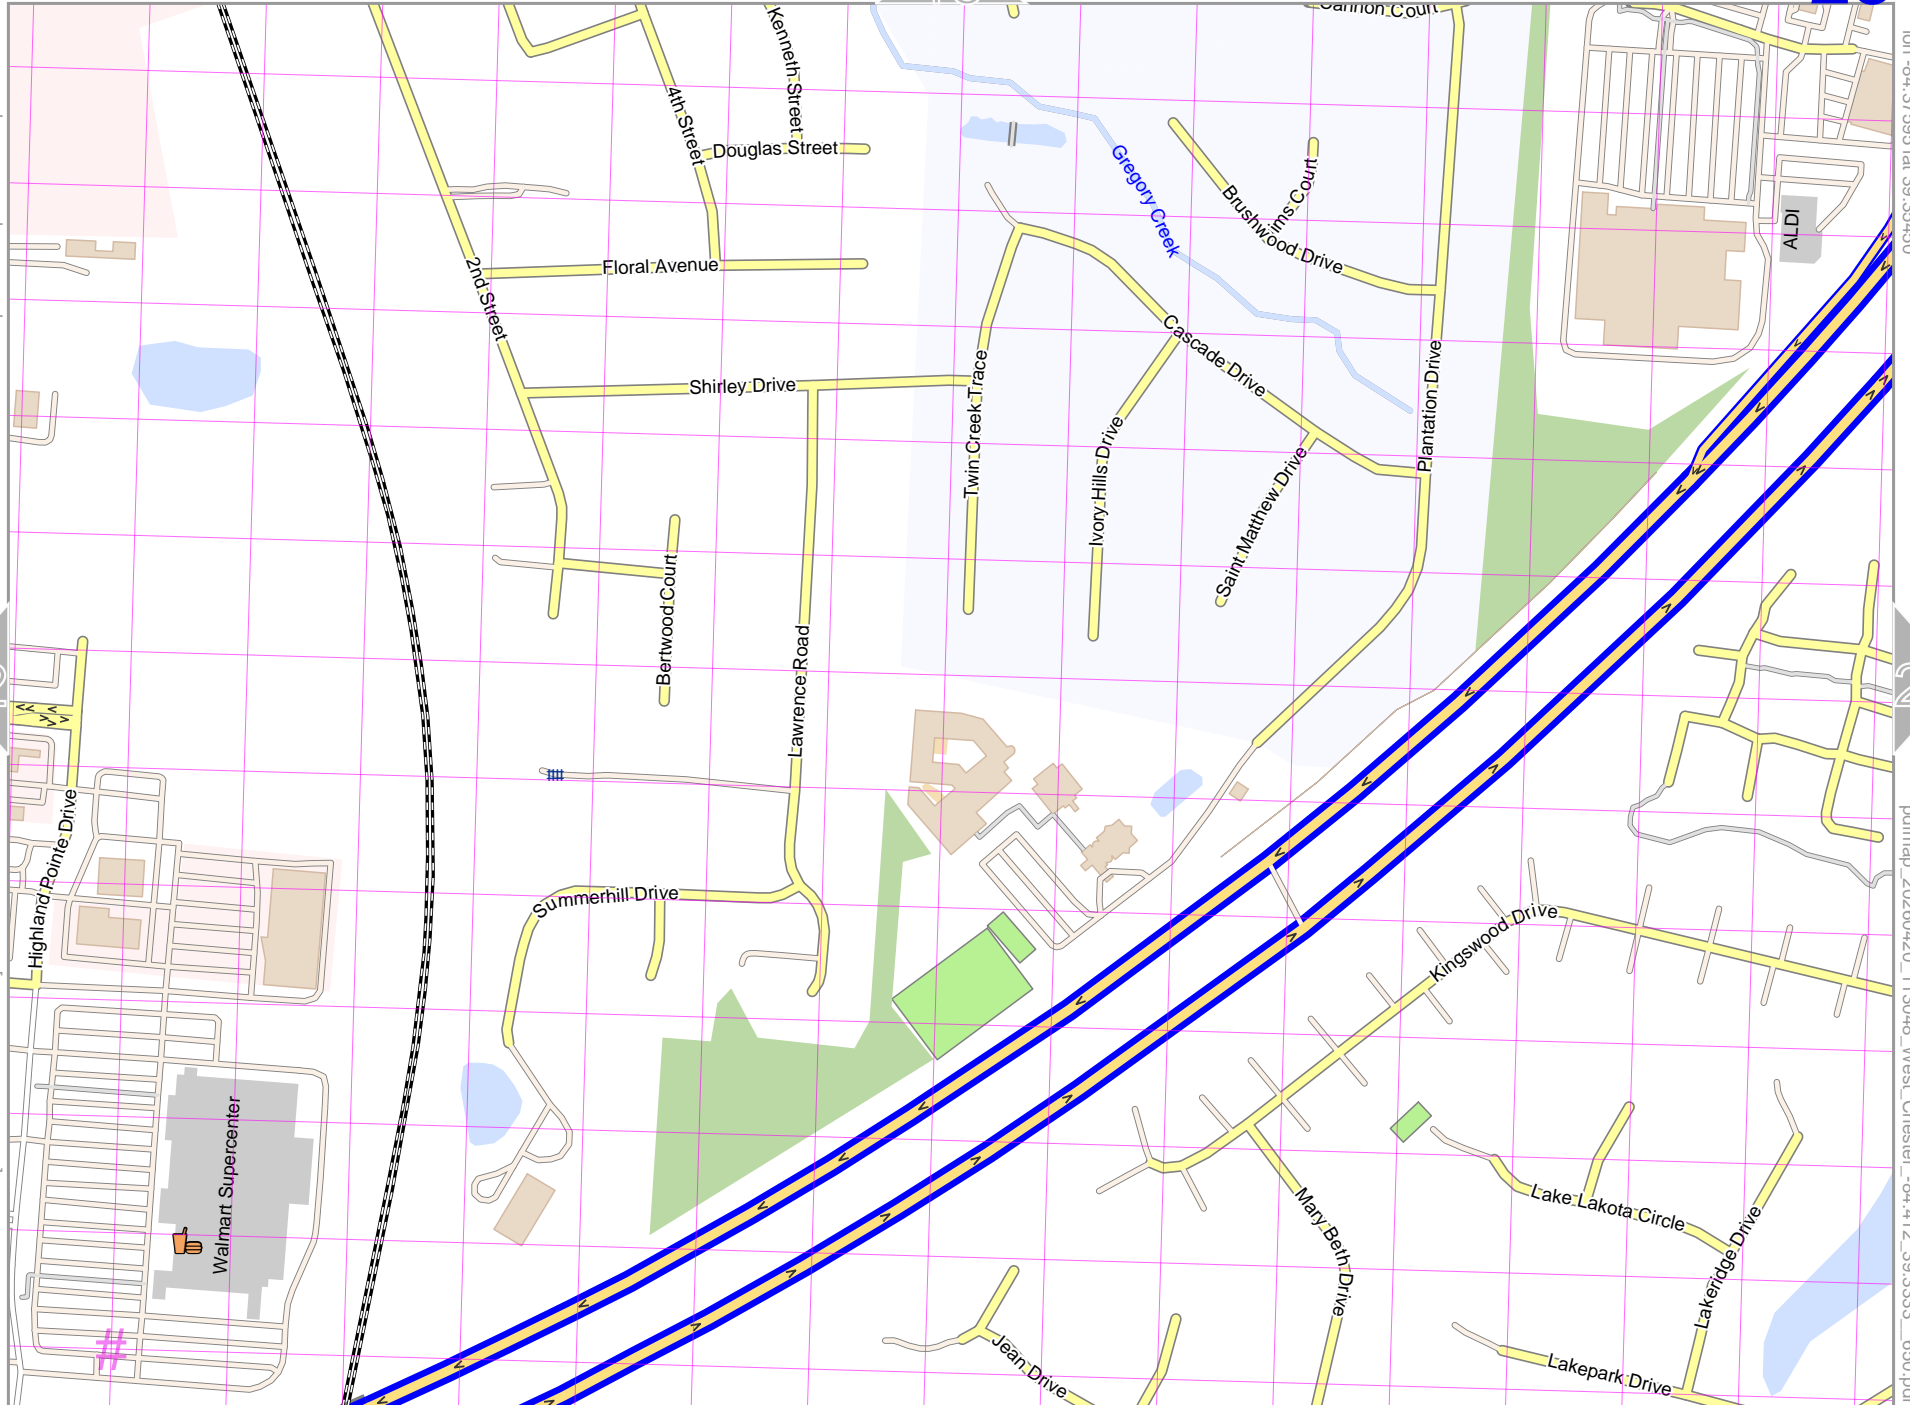 Cannon Court
Kenneth Street
4th Street
Douglas Street
Gregory Creek
Brushwood Drive
ims Court
ALDI
2nd Street
Floral Avenue
Shirley Drive
Twin Creek Trace
Cascade Drive
Ivory Hills Drive
Saint Matthew Drive
Plantation Drive
Bertwood Court
Lawrence Road
Highland Pointe Drive
Summerhill Drive
Kingswood Drive
Walmart Supercenter
#
Mary Beth Drive
Lake Lakota Circle
Lakeridge Drive
Jean Drive
Lakepark Drive
2